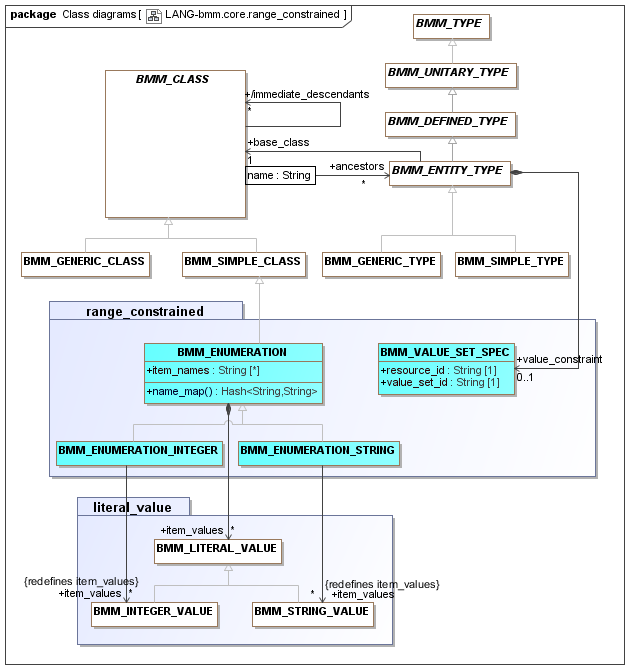 package Class diagrams [ LANG-bmm.core.range_constrained ]
BMM_TYPE
BMM_UNITARY_TYPE
BMM_DEFINED_TYPE
BMM_CLASS
+/immediate_descendants
*
+base_class
1
name : String
+ancestors
*
BMM_ENTITY_TYPE
BMM_GENERIC_CLASS
BMM_SIMPLE_CLASS
BMM_GENERIC_TYPE
BMM_SIMPLE_TYPE
range_constrained
BMM_ENUMERATION
+item_names : String [*]
+name_map() : Hash<String,String>
BMM_VALUE_SET_SPEC
+resource_id : String [1]
+value_set_id : String [1]
+value_constraint
0..1
BMM_ENUMERATION_INTEGER
BMM_ENUMERATION_STRING
literal_value
+item_values
*
BMM_LITERAL_VALUE
{redefines item_values}
+item_values
*
{redefines item_values}
+item_values
*
BMM_INTEGER_VALUE
BMM_STRING_VALUE